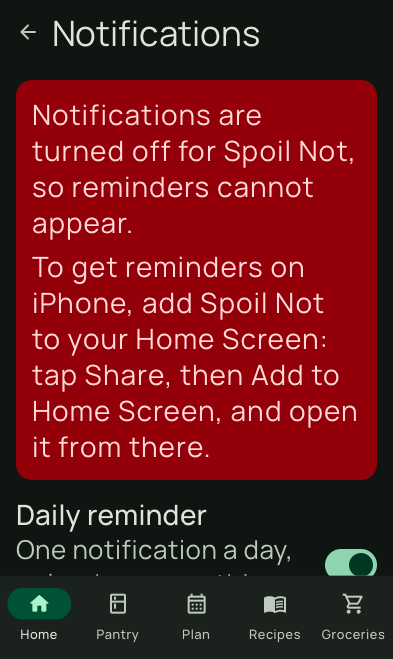 Notifications
Notifications are
turned off for Spoil Not,
so reminders cannot
appear.
To get reminders on
iPhone, add Spoil Not
to your Home Screen:
tap Share, then Add to
Home Screen, and open
it from there.
Daily reminder
One notification a day,
Home
Pantry
Plan
Recipes
Groceries